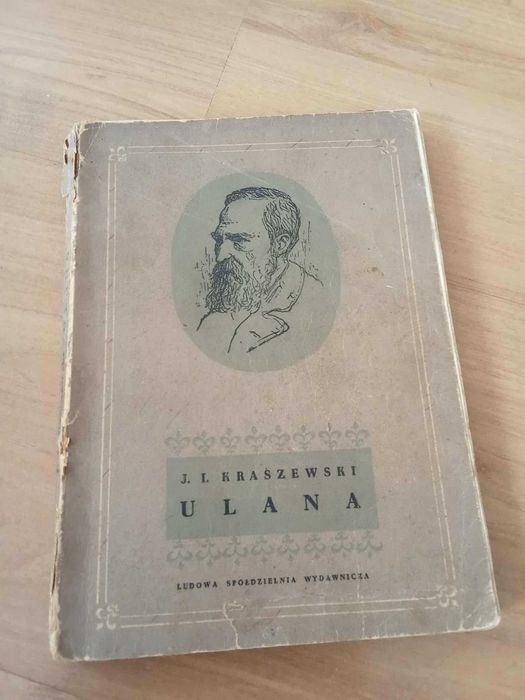 J. I. KRASZEWSKI
ULANA
LUDOWA SPÓŁDZIELNIA WYDAWNICZA